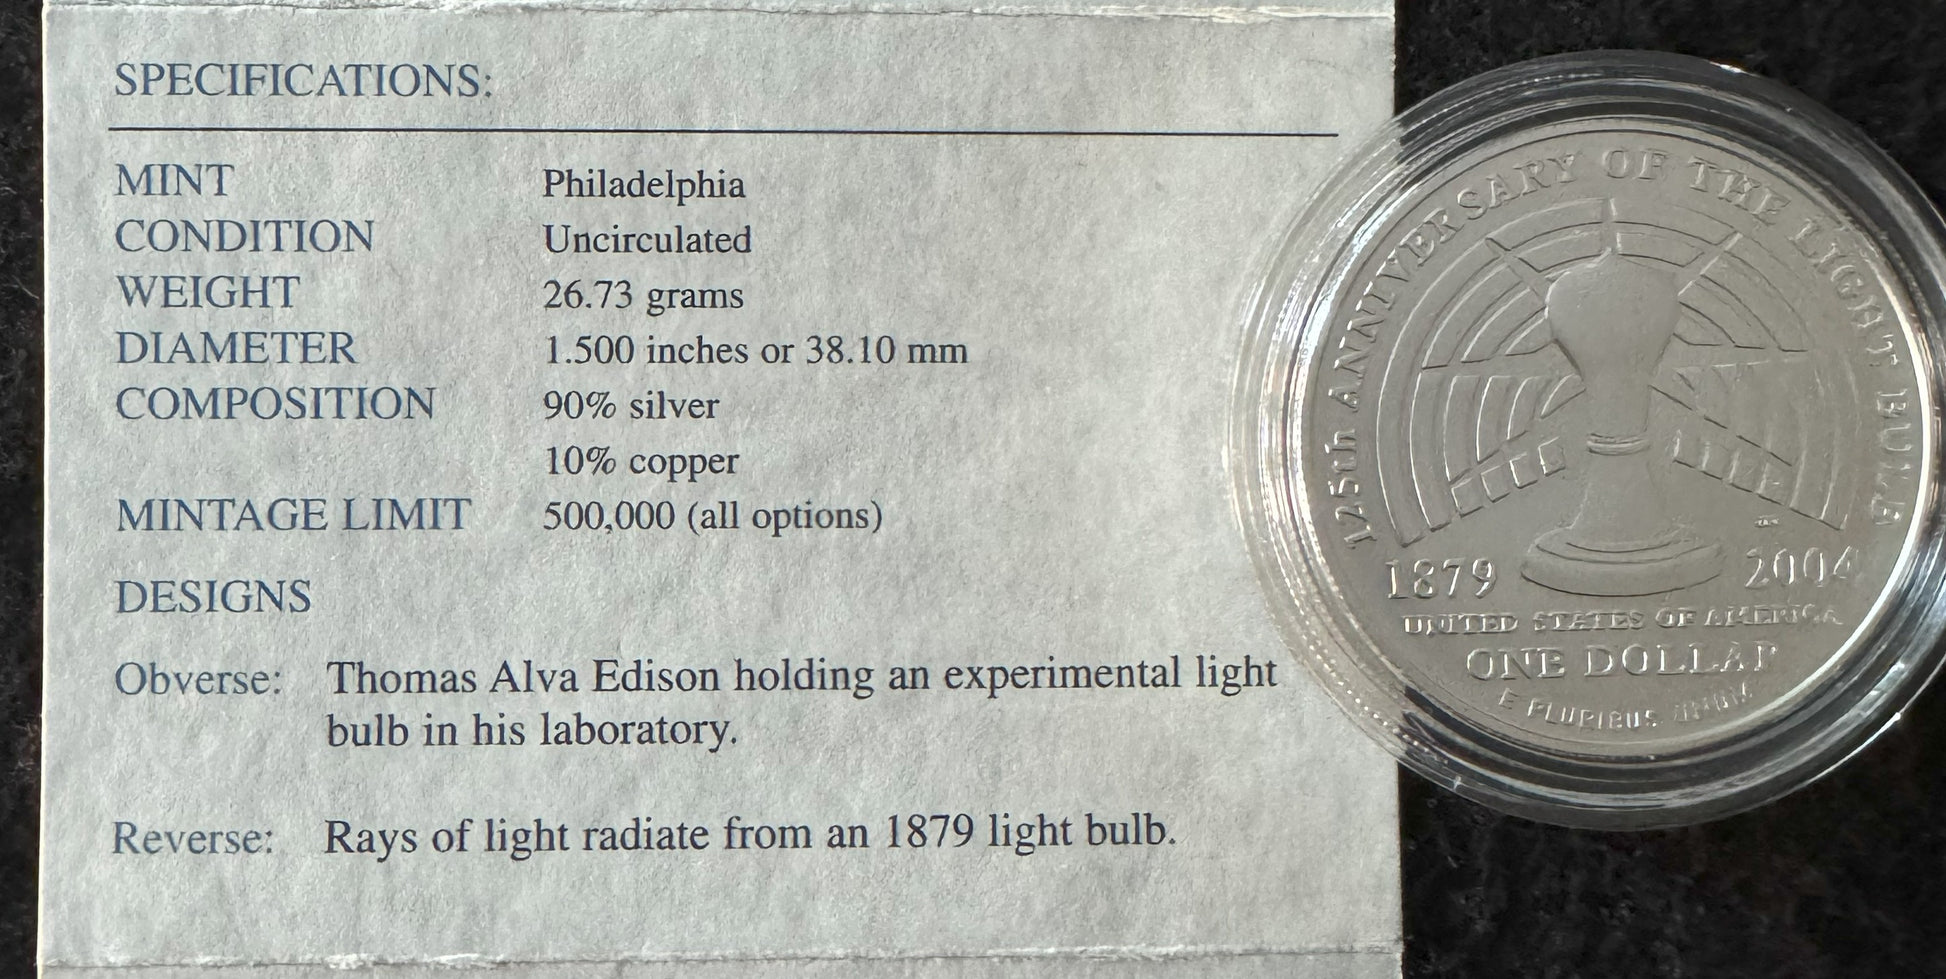 SPECIFICATIONS:
MINT Philadelphia
CONDITION Uncirculated
WEIGHT 26.73 grams
DIAMETER 1.500 inches or 38.10 mm
COMPOSITION 90% silver
10% copper
MINTAGE LIMIT 500,000 (all options)
DESIGNS
Obverse: Thomas Alva Edison holding an experimental light
bulb in his laboratory.
Reverse: Rays of light radiate from an 1879 light bulb.
125th ANNIVERSARY OF THE LIGHT BULB
1879 2004
UNITED STATES OF AMERICA
ONE DOLLAR
E PLURIBUS UNUM